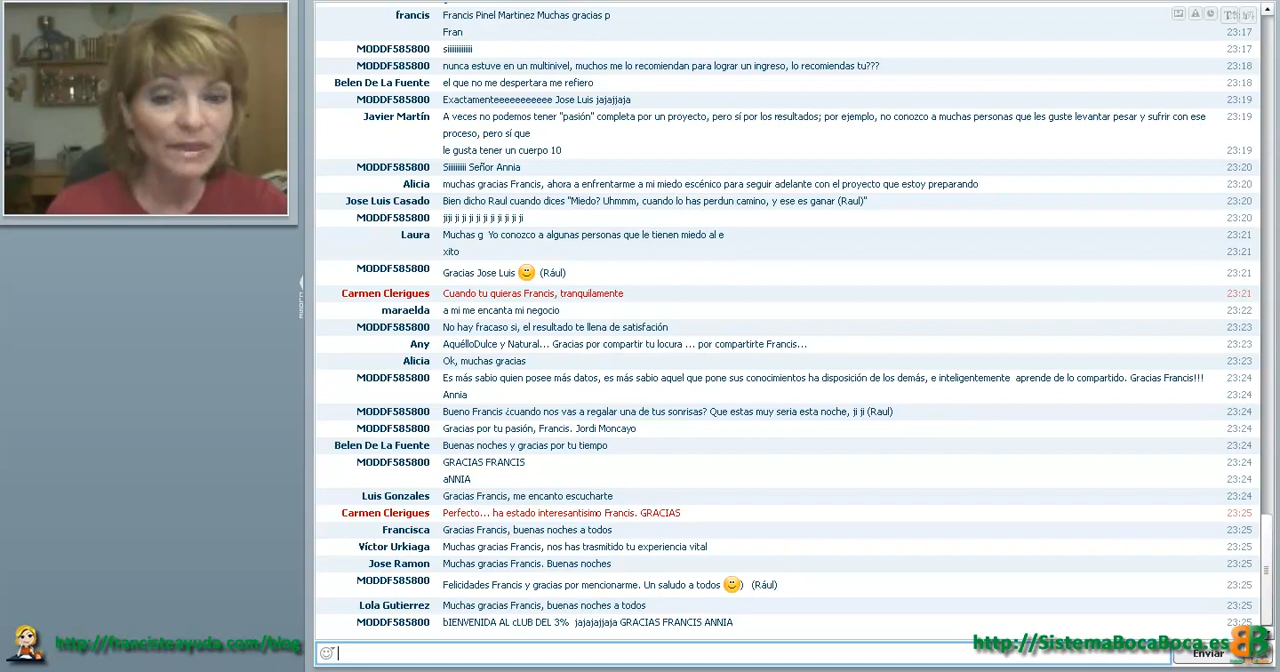 francis Francis Pinel Martinez Muchas gracias p
Fran 23:17
MODDF585800 siiiiiiiiiiii 23:17
MODDF585800 nunca estuve en un multinivel, muchos me lo recomiendan para lograr un ingreso, lo recomiendas tu??? 23:18
Belen De La Fuente el que no me despertara me refiero 23:18
MODDF585800 Exactamenteeeeeeeeeee Jose Luis jajajjaja 23:19
Javier Martín A veces no podemos tener "pasión" completa por un proyecto, pero sí por los resultados; por ejemplo, no conozco a muchas personas que les guste levantar pesar y sufrir con ese 23:19
proceso, pero sí que
le gusta tener un cuerpo 10 23:19
MODDF585800 Siiiiiiii Señor Annia 23:20
Alicia muchas gracias Francis, ahora a enfrentarme a mi miedo escénico para seguir adelante con el proyecto que estoy preparando 23:20
Jose Luis Casado Bien dicho Raul cuando dices "Miedo? Uhmmm, cuando lo has perdun camino, y ese es ganar (Raul)" 23:20
MODDF585800 jiji ji ji ji ji ji ji ji ji ji ji 23:20
Laura Muchas g Yo conozco a algunas personas que le tienen miedo al e 23:21
xito 23:21
MODDF585800 Gracias Jose Luis (Rául) 23:21
Carmen Clerigues Cuando tu quieras Francis, tranquilamente 23:21
maraelda a mi me encanta mi negocio 23:22
MODDF585800 No hay fracaso si, el resultado te llena de satisfación 23:23
Any AquélloDulce y Natural... Gracias por compartir tu locura ... por compartirte Francis... 23:23
Alicia Ok, muchas gracias 23:23
MODDF585800 Es más sabio quien posee más datos, es más sabio aquel que pone sus conocimientos ha disposición de los demás, e inteligentemente aprende de lo compartido. Gracias Francis!!! 23:24
Annia 23:24
MODDF585800 Bueno Francis ¿cuando nos vas a regalar una de tus sonrisas? Que estas muy seria esta noche, ji ji (Raul) 23:24
MODDF585800 Gracias por tu pasión, Francis. Jordi Moncayo 23:24
Belen De La Fuente Buenas noches y gracias por tu tiempo 23:24
MODDF585800 GRACIAS FRANCIS 23:24
aNNIA 23:24
Luis Gonzales Gracias Francis, me encanto escucharte 23:24
Carmen Clerigues Perfecto... ha estado interesantisimo Francis. GRACIAS 23:25
Francisca Gracias Francis, buenas noches a todos 23:25
Víctor Urkiaga Muchas gracias Francis, nos has trasmitido tu experiencia vital 23:25
Jose Ramon Muchas gracias Francis. Buenas noches 23:25
MODDF585800 Felicidades Francis y gracias por mencionarme. Un saludo a todos ) (Rául) 23:25
Lola Gutierrez Muchas gracias Francis, buenas noches a todos 23:25
MODDF585800 bIENVENIDA AL cLUB DEL 3% jajajajjaja GRACIAS FRANCIS ANNIA 23:25
http://francisteayuda.com/blog
http://SistemaBocaBoca.es
Enviar